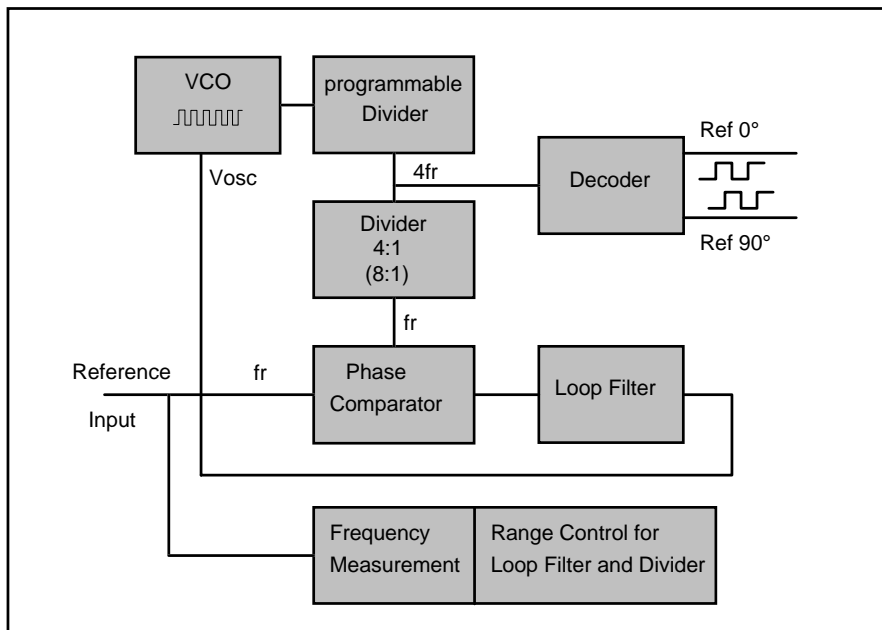 VCO
programmable
Divider
Ref 0°
4fr
Vosc
Decoder
Divider
4:1
(8:1)
Ref 90°
fr
Reference
fr
Phase
Comparator
Loop Filter
Input
Frequency
Measurement
Range Control for
Loop Filter and Divider